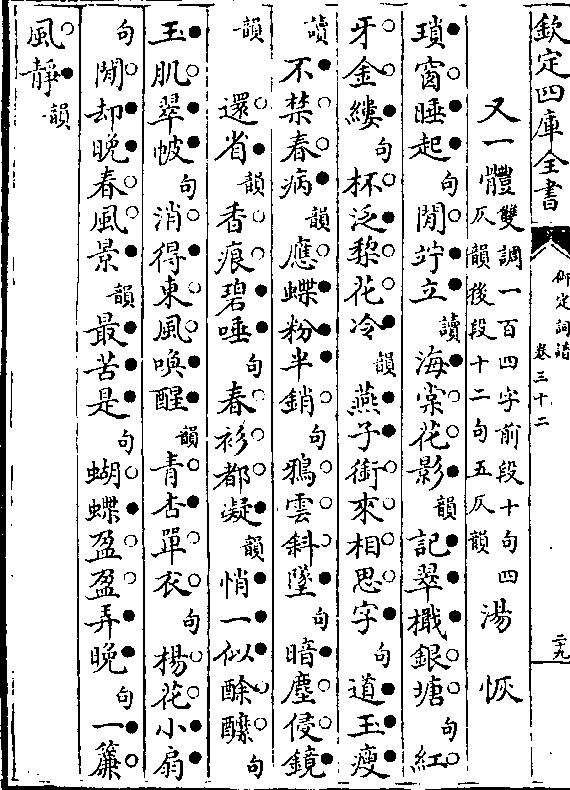 欽定四庫全書
御定詞譜
卷三十二
二十九
又一體雙調一百四字前段十句四仄韻後段十二句五仄韻 湯恢
瑣窗睡起句閒竚立讀海棠花影韻記翠檝銀塘句紅
牙金縷句杯泛棃花冷韻燕子銜來相思字句道玉瘦
讀不禁春病韻應蝶粉半銷句鴉雲斜墜句暗塵侵鏡
韻 還省韻香痕碧唾句春衫都凝韻悄一似酴醾句
玉肌翠帔句消得東風喚醒韻青杏單衣句楊花小扇
句閒却晚春風景韻最苦是句蝴蝶盈盈弄晚句一簾
風靜韻